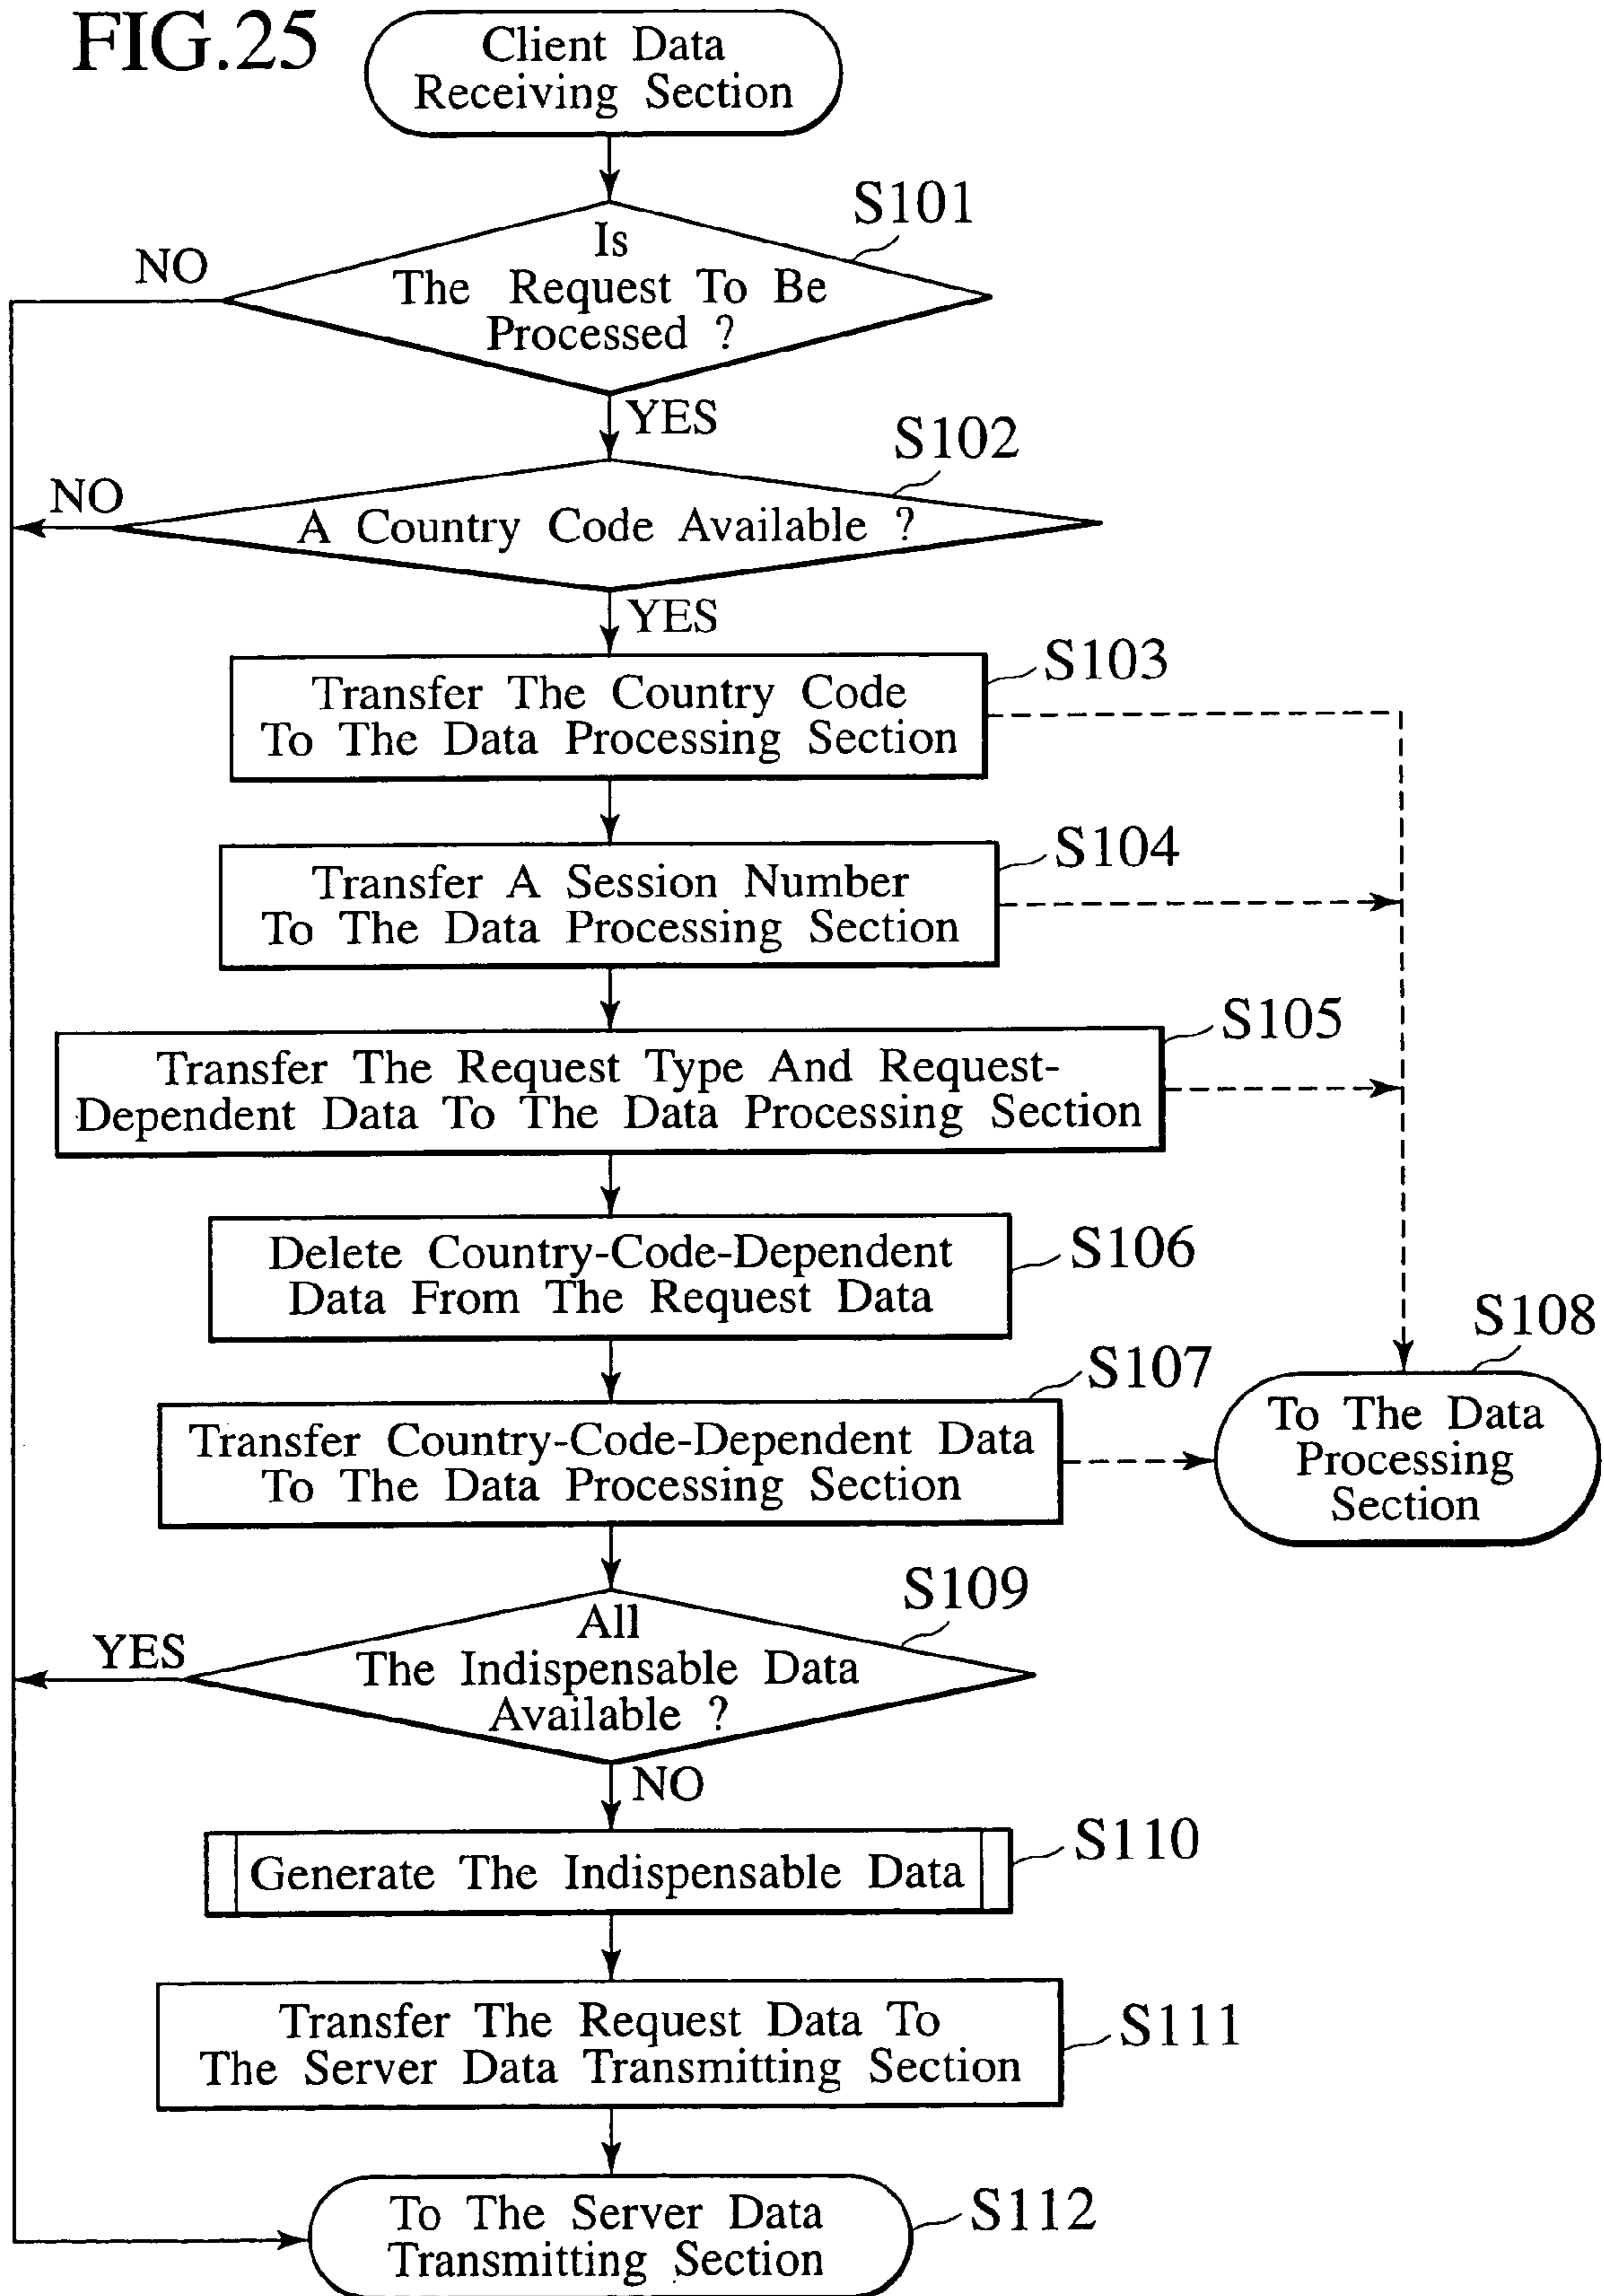 FIG.25
Client Data
Receiving Section
S101
NO
Is
The Request To Be
Processed ?
YES
S102
NO
A Country Code Available ?
YES
S103
Transfer The Country Code
To The Data Processing Section
S104
Transfer A Session Number
To The Data Processing Section
S105
Transfer The Request Type And Request-
Dependent Data To The Data Processing Section
S106
Delete Country-Code-Dependent
Data From The Request Data
S107
Transfer Country-Code-Dependent Data
To The Data Processing Section
S108
To The Data
Processing
Section
S109
YES
All
The Indispensable Data
Available ?
NO
S110
Generate The Indispensable Data
S111
Transfer The Request Data To
The Server Data Transmitting Section
S112
To The Server Data
Transmitting Section